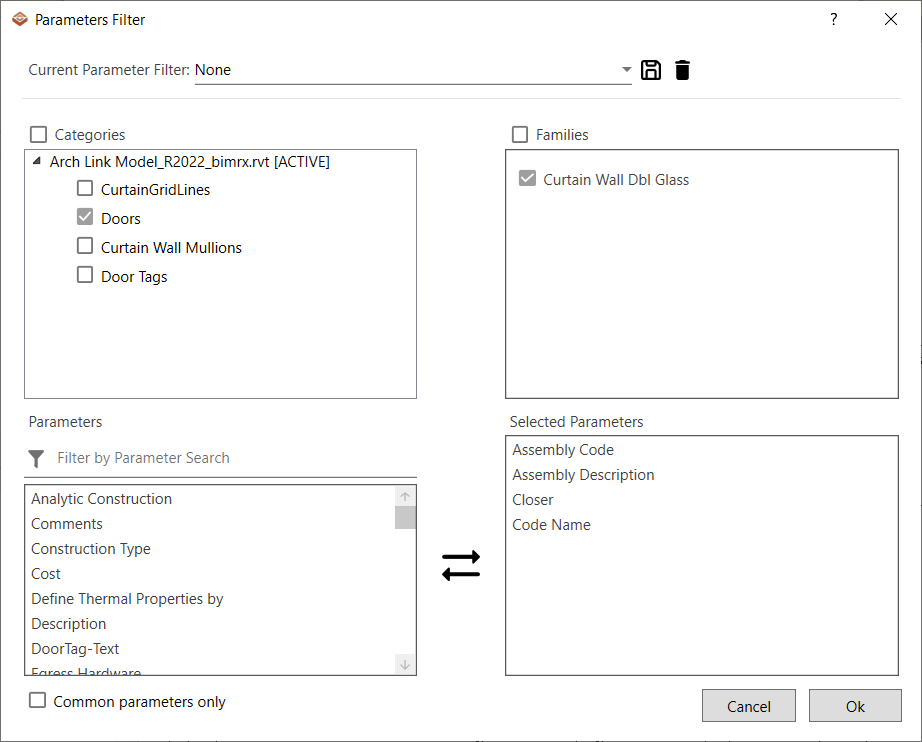 Parameters Filter ?
Current Parameter Filter: None
Categories
Arch Link Model_R2022_bimrx.rvt [ACTIVE]
CurtainGridLines
Doors
Curtain Wall Mullions
Door Tags
Families
Curtain Wall Dbl Glass
Parameters
Filter by Parameter Search
Analytic Construction
Comments
Construction Type
Cost
Define Thermal Properties by
Description
DoorTag-Text
Egress Hardware
Common parameters only
Selected Parameters
Assembly Code
Assembly Description
Closer
Code Name
Cancel
Ok